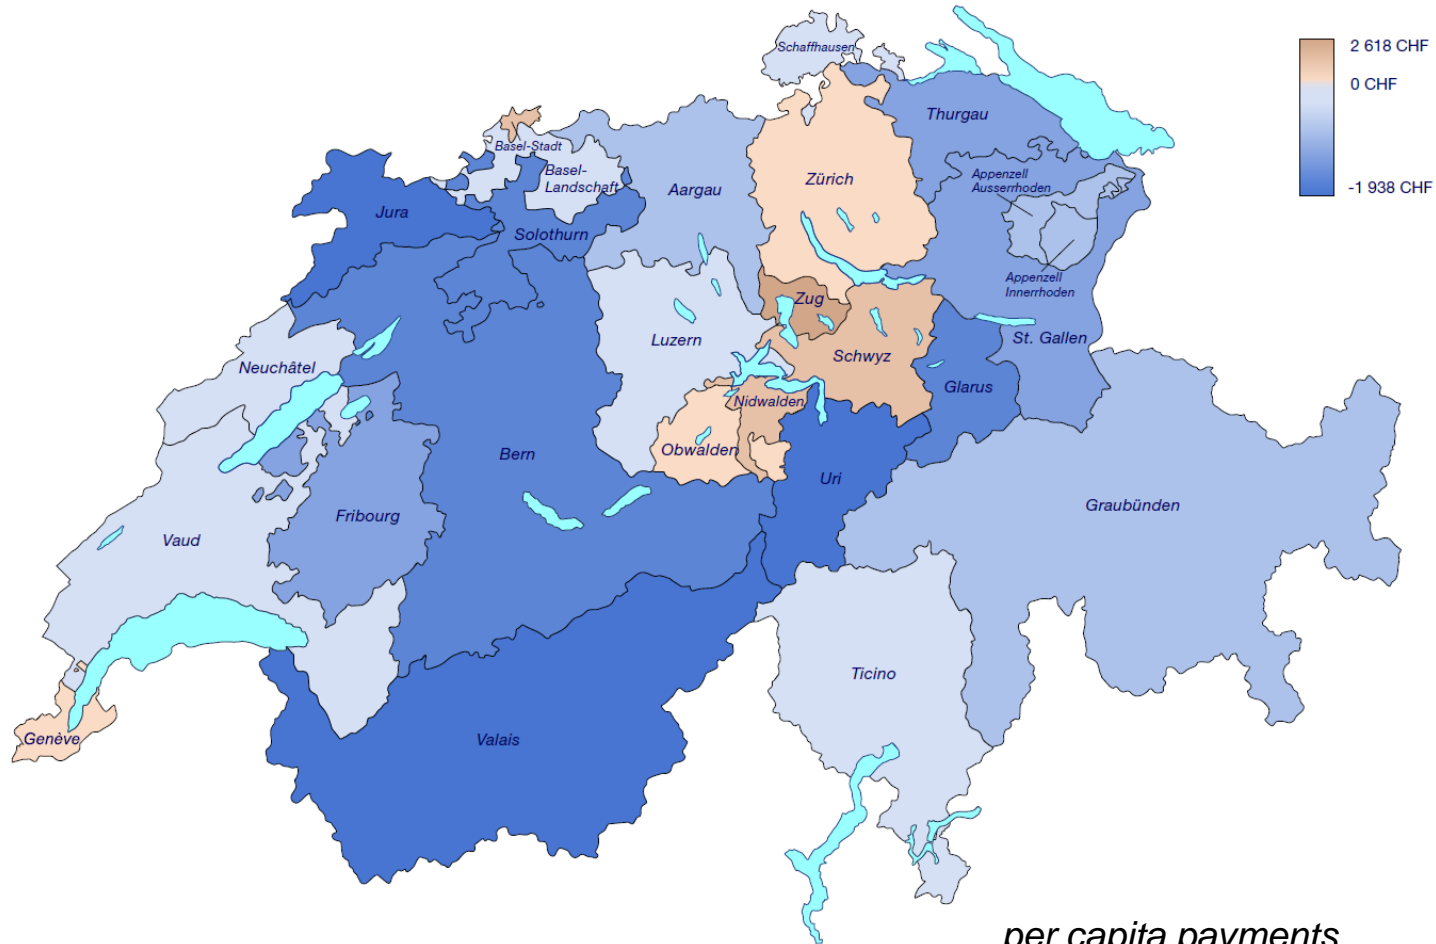 Schaffhausen
2 618 CHF
0 CHF
-1 938 CHF
Thurgau
Basel-Stadt
Basel-
Landschaft
Aargau
Zürich
Appenzell
Ausserrhoden
Jura
Solothurn
Appenzell
Innerrhoden
Zug
Luzern
St. Gallen
Schwyz
Neuchâtel
Glarus
Nidwalden
Obwalden
Bern
Uri
Graubünden
Fribourg
Vaud
Ticino
Genève
Valais
per capita payments